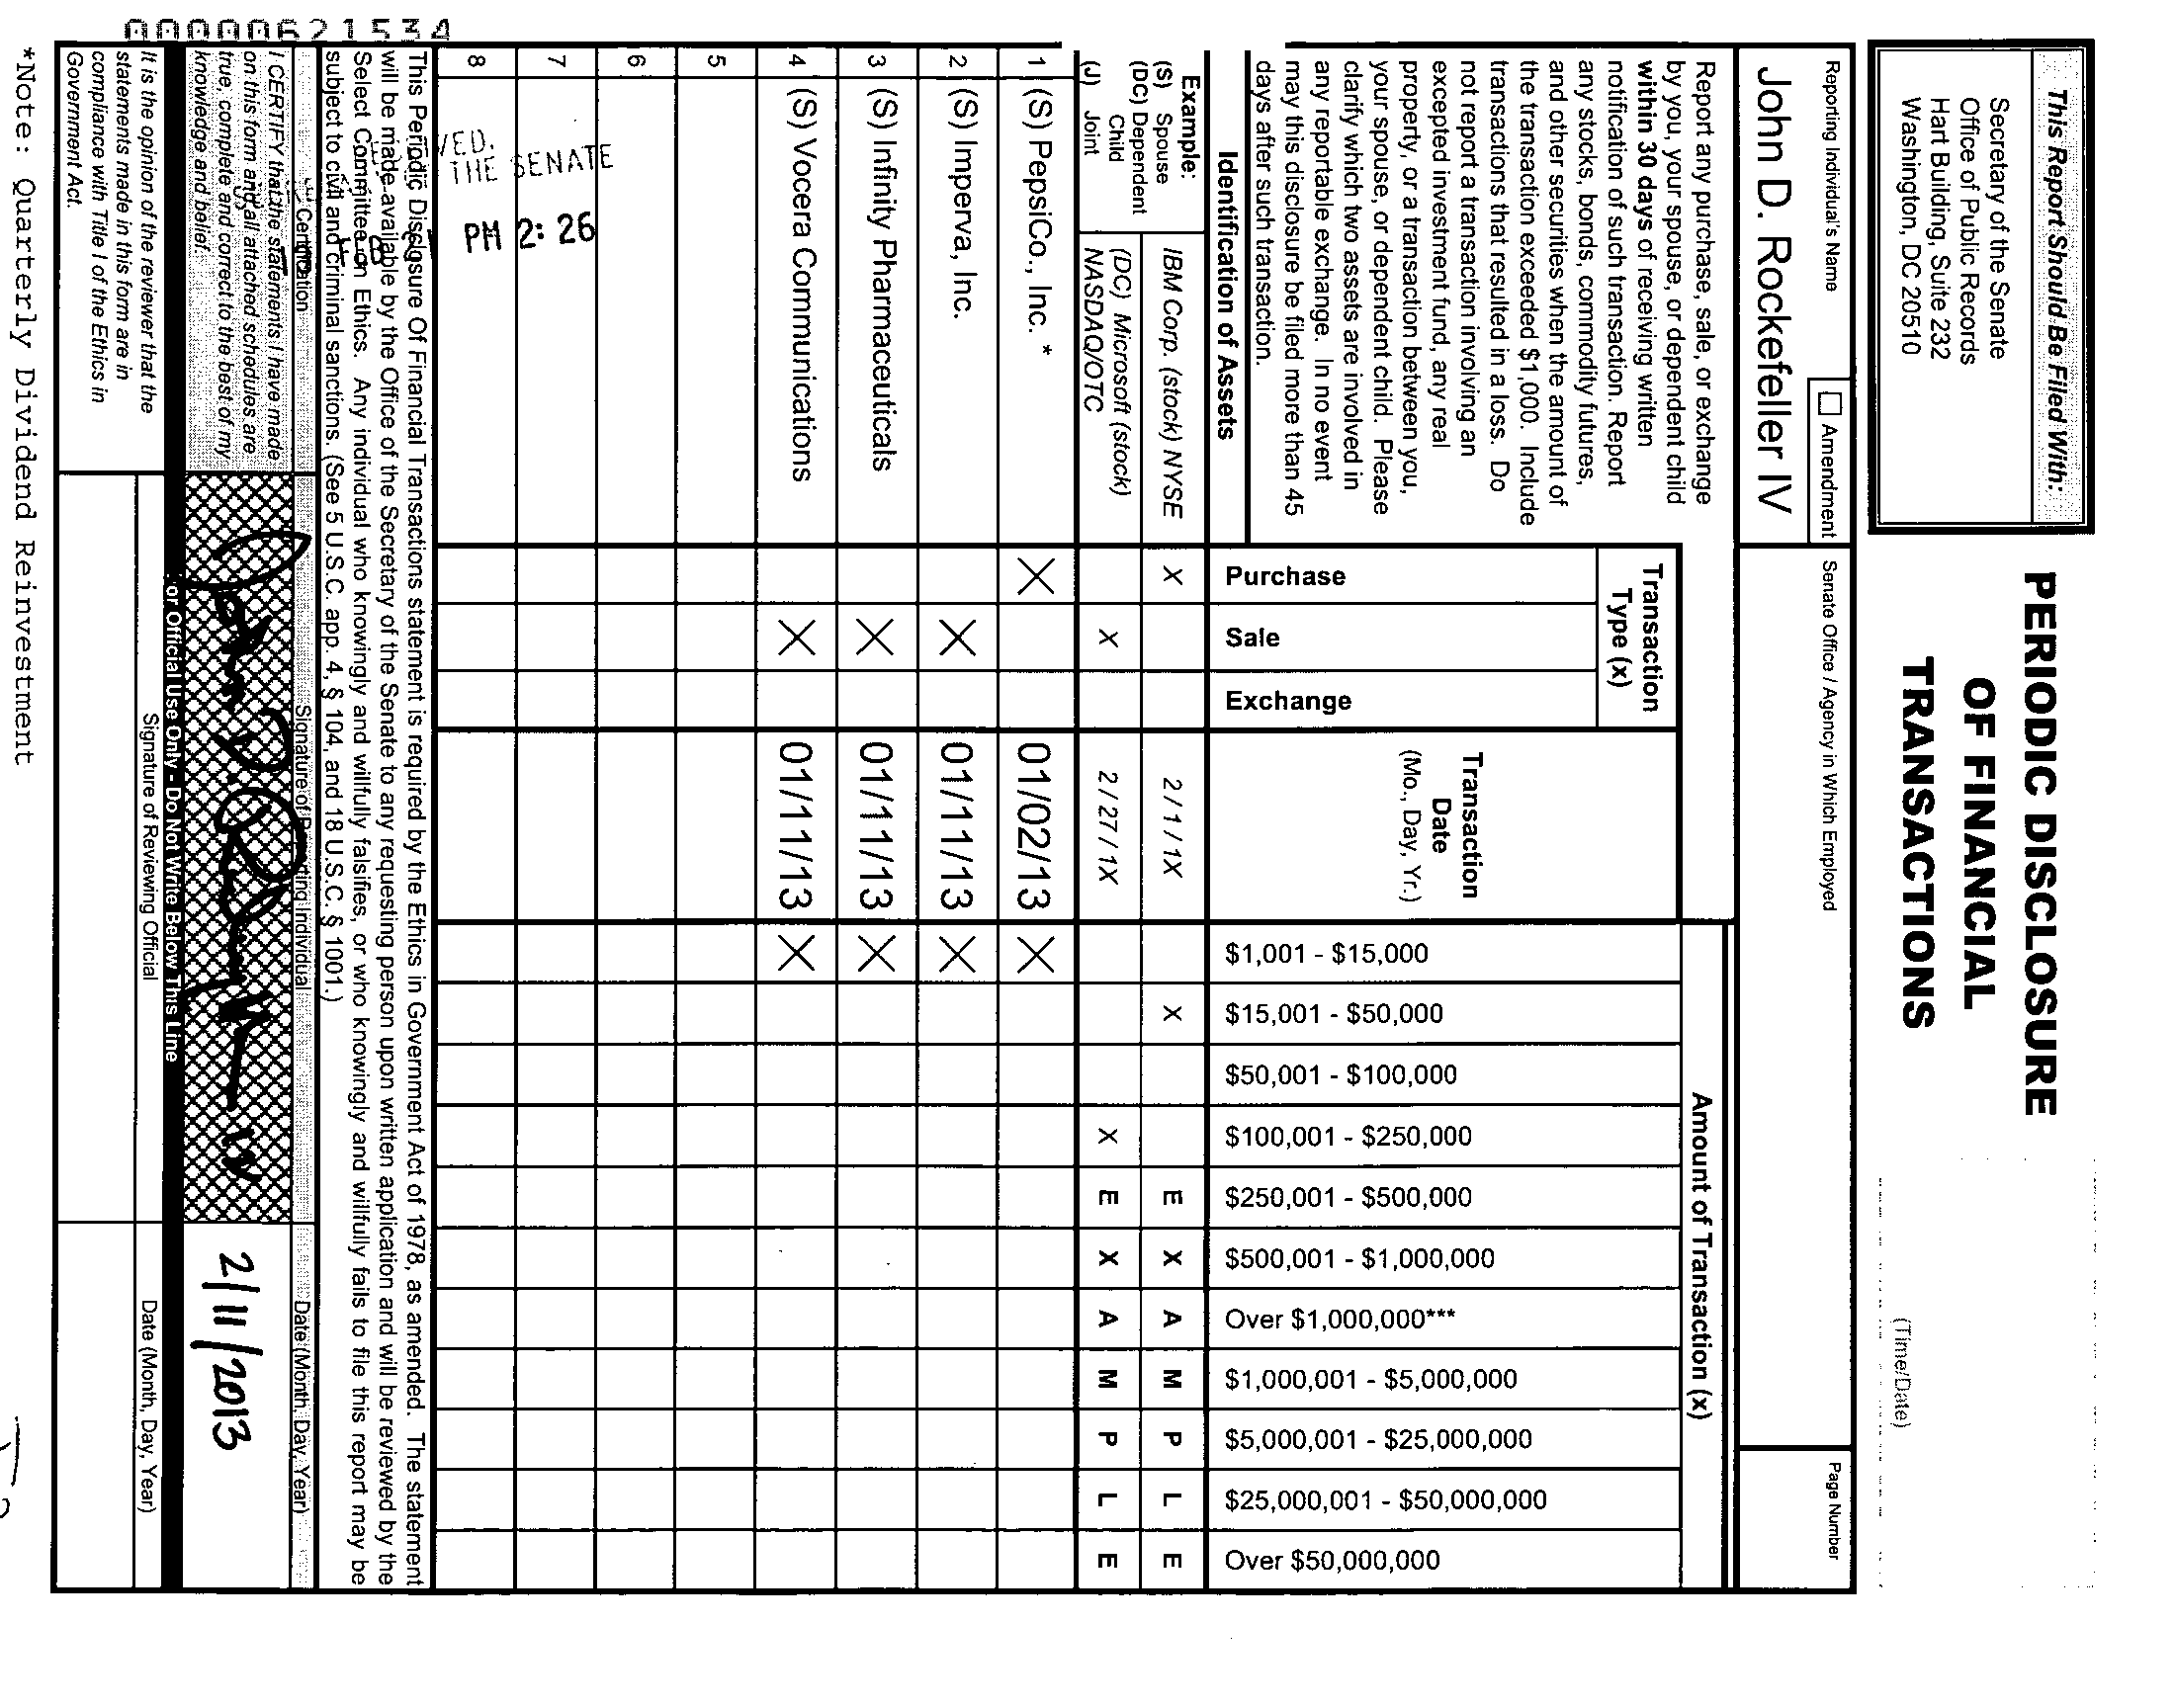 This Report Should Be Filed With:
Secretary of the Senate
Office of Public Records
Hart Building, Suite 232
Washington, DC 20510
PERIODIC DISCLOSURE
OF FINANCIAL
TRANSACTIONS
(Time/Date)
Reporting Individual's Name
Amendment
Senate Office / Agency in Which Employed
Page Number
John D. Rockefeller IV
Report any purchase, sale, or exchange
by you, your spouse, or dependent child
within 30 days of receiving written
notification of such transaction. Report
any stocks, bonds, commodity futures,
and other securities when the amount of
the transaction exceeded $1,000. Include
transactions that resulted in a loss. Do
not report a transaction involving an
excepted investment fund, any real
property, or a transaction between you,
your spouse, or dependent child. Please
clarify which two assets are involved in
any reportable exchange. In no event
may this disclosure be filed more than 45
days after such transaction.
Identification of Assets
Transaction
Type (x)
Purchase
Sale
Exchange
Transaction
Date
(Mo., Day, Yr.)
Amount of Transaction (x)
$1,001 - $15,000
$15,001 - $50,000
$50,001 - $100,000
$100,001 - $250,000
$250,001 - $500,000
$500,001 - $1,000,000
Over $1,000,000***
$1,000,001 - $5,000,000
$5,000,001 - $25,000,000
$25,000,001 - $50,000,000
Over $50,000,000
Example:
(S) Spouse
(DC) Dependent
Child
(J) Joint
IBM Corp. (stock) NYSE X 2 / 1 / 1X X E X A M P L E
(DC) Microsoft (stock)
NASDAQ/OTC X 2 / 27 / 1X X E X A M P L E
1 (S) PepsiCo., Inc. * X 01/02/13 X
2 (S) Imperva, Inc. X 01/11/13 X
3 (S) Infinity Pharmaceuticals X 01/11/13 X
4 (S) Vocera Communications X 01/11/13 X
5
6
7
8
THE SENATE
PM 2: 26
This Periodic Disclosure Of Financial Transactions statement is required by the Ethics in Government Act of 1978, as amended. The statement
will be made available by the Office of the Secretary of the Senate to any requesting person upon written application and will be reviewed by the
Select Committee on Ethics. Any individual who knowingly and willfully falsifies, or who knowingly and willfully fails to file this report may be
subject to civil and criminal sanctions. (See 5 U.S.C. app. 4, § 104, and 18 U.S.C. § 1001.)
Certification
Signature of Reporting Individual
Date (Month, Day, Year)
I CERTIFY that the statements I have made
on this form and all attached schedules are
true, complete and correct to the best of my
knowledge and belief.
2/11/2013
For Official Use Only - Do Not Write Below This Line
It is the opinion of the reviewer that the
statements made in this form are in
compliance with Title I of the Ethics in
Government Act.
Signature of Reviewing Official
Date (Month, Day, Year)
*Note: Quarterly Dividend Reinvestment
00000621534